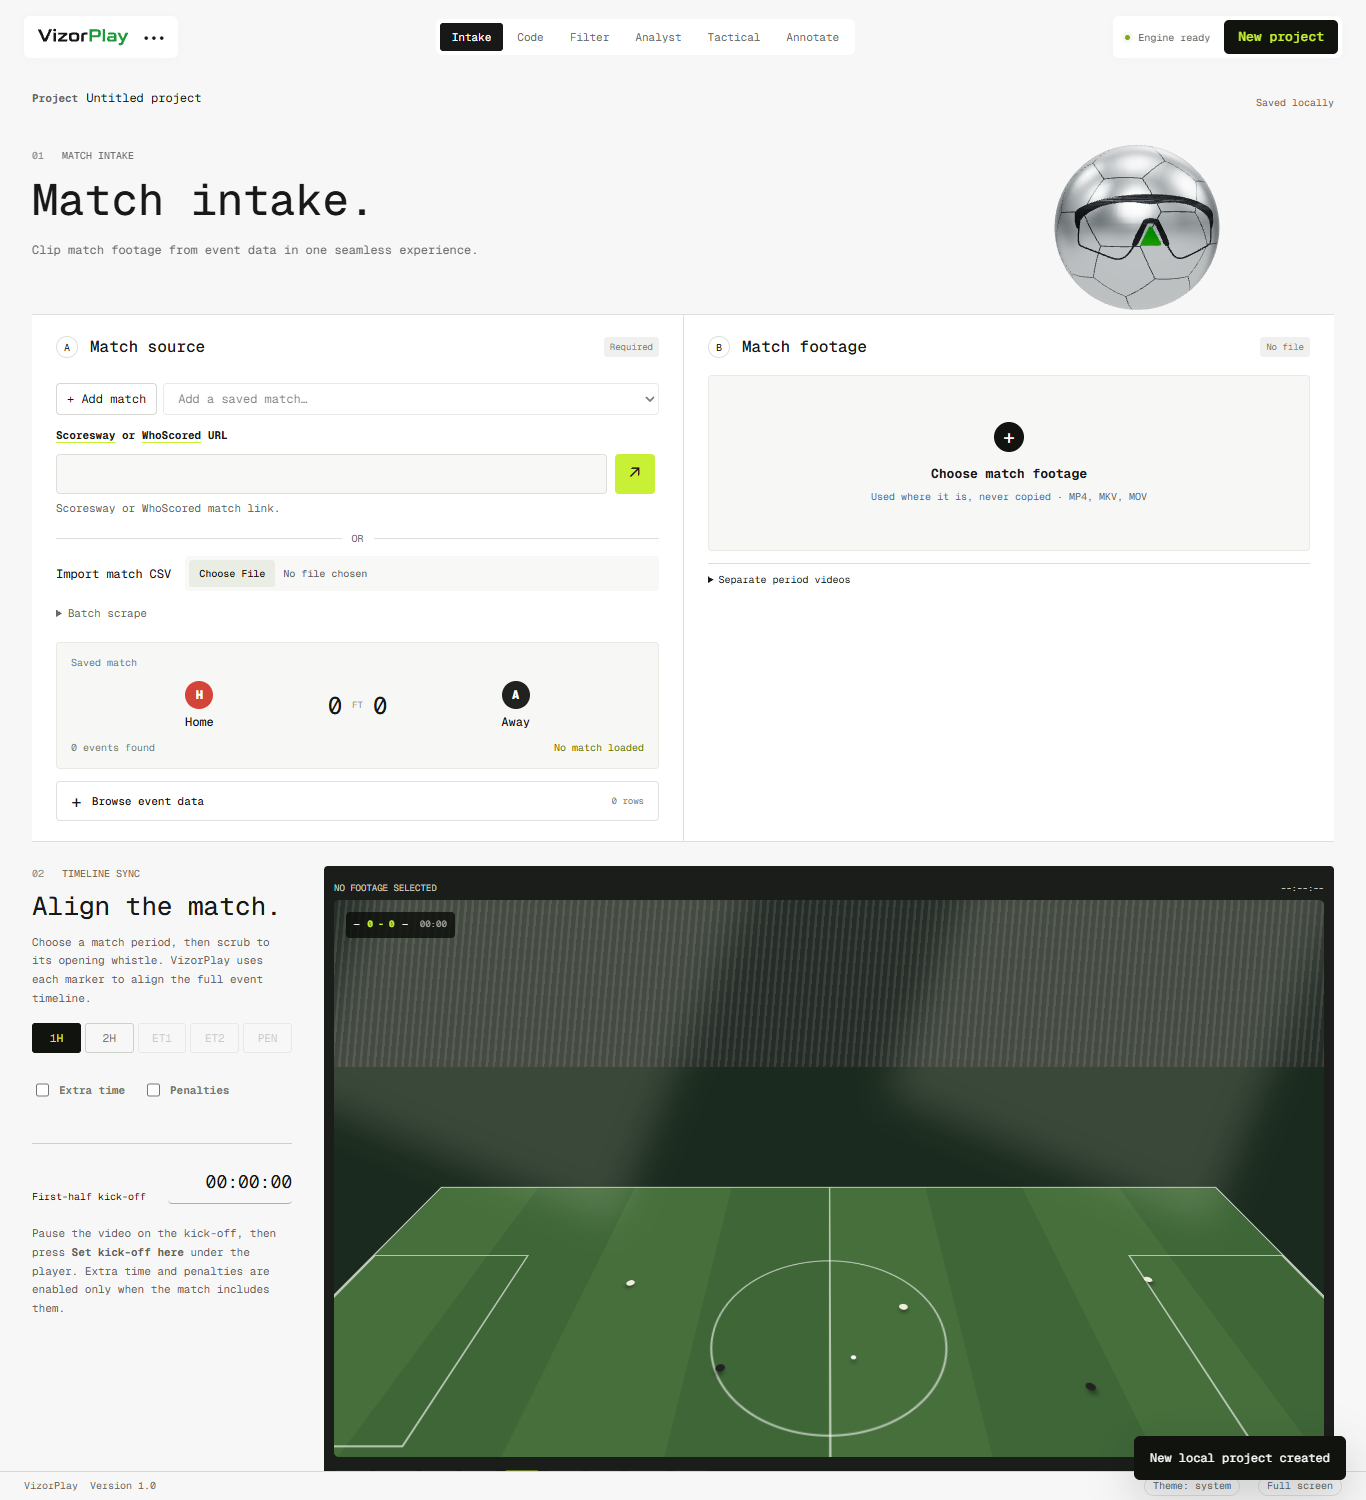 VizorPlay
Intake Code Filter Analyst Tactical Annotate
Engine ready
New project
Project Untitled project
Saved locally
01 MATCH INTAKE
Match intake.
Clip match footage from event data in one seamless experience.
A Match source
Required
+ Add match
Add a saved match…
Scoresway or WhoScored URL
Scoresway or WhoScored match link.
OR
Import match CSV
Choose File No file chosen
Batch scrape
Saved match
H
Home
0 FT 0
A
Away
0 events found
No match loaded
+ Browse event data
0 rows
B Match footage
No file
+
Choose match footage
Used where it is, never copied · MP4, MKV, MOV
Separate period videos
02 TIMELINE SYNC
Align the match.
Choose a match period, then scrub to
its opening whistle. VizorPlay uses
each marker to align the full event
timeline.
1H 2H ET1 ET2 PEN
Extra time Penalties
First-half kick-off
00:00:00
Pause the video on the kick-off, then
press Set kick-off here under the
player. Extra time and penalties are
enabled only when the match includes
them.
NO FOOTAGE SELECTED
--:--:--
— 0 - 0 — 00:00
New local project created
VizorPlay Version 1.0
Theme: system
Full screen